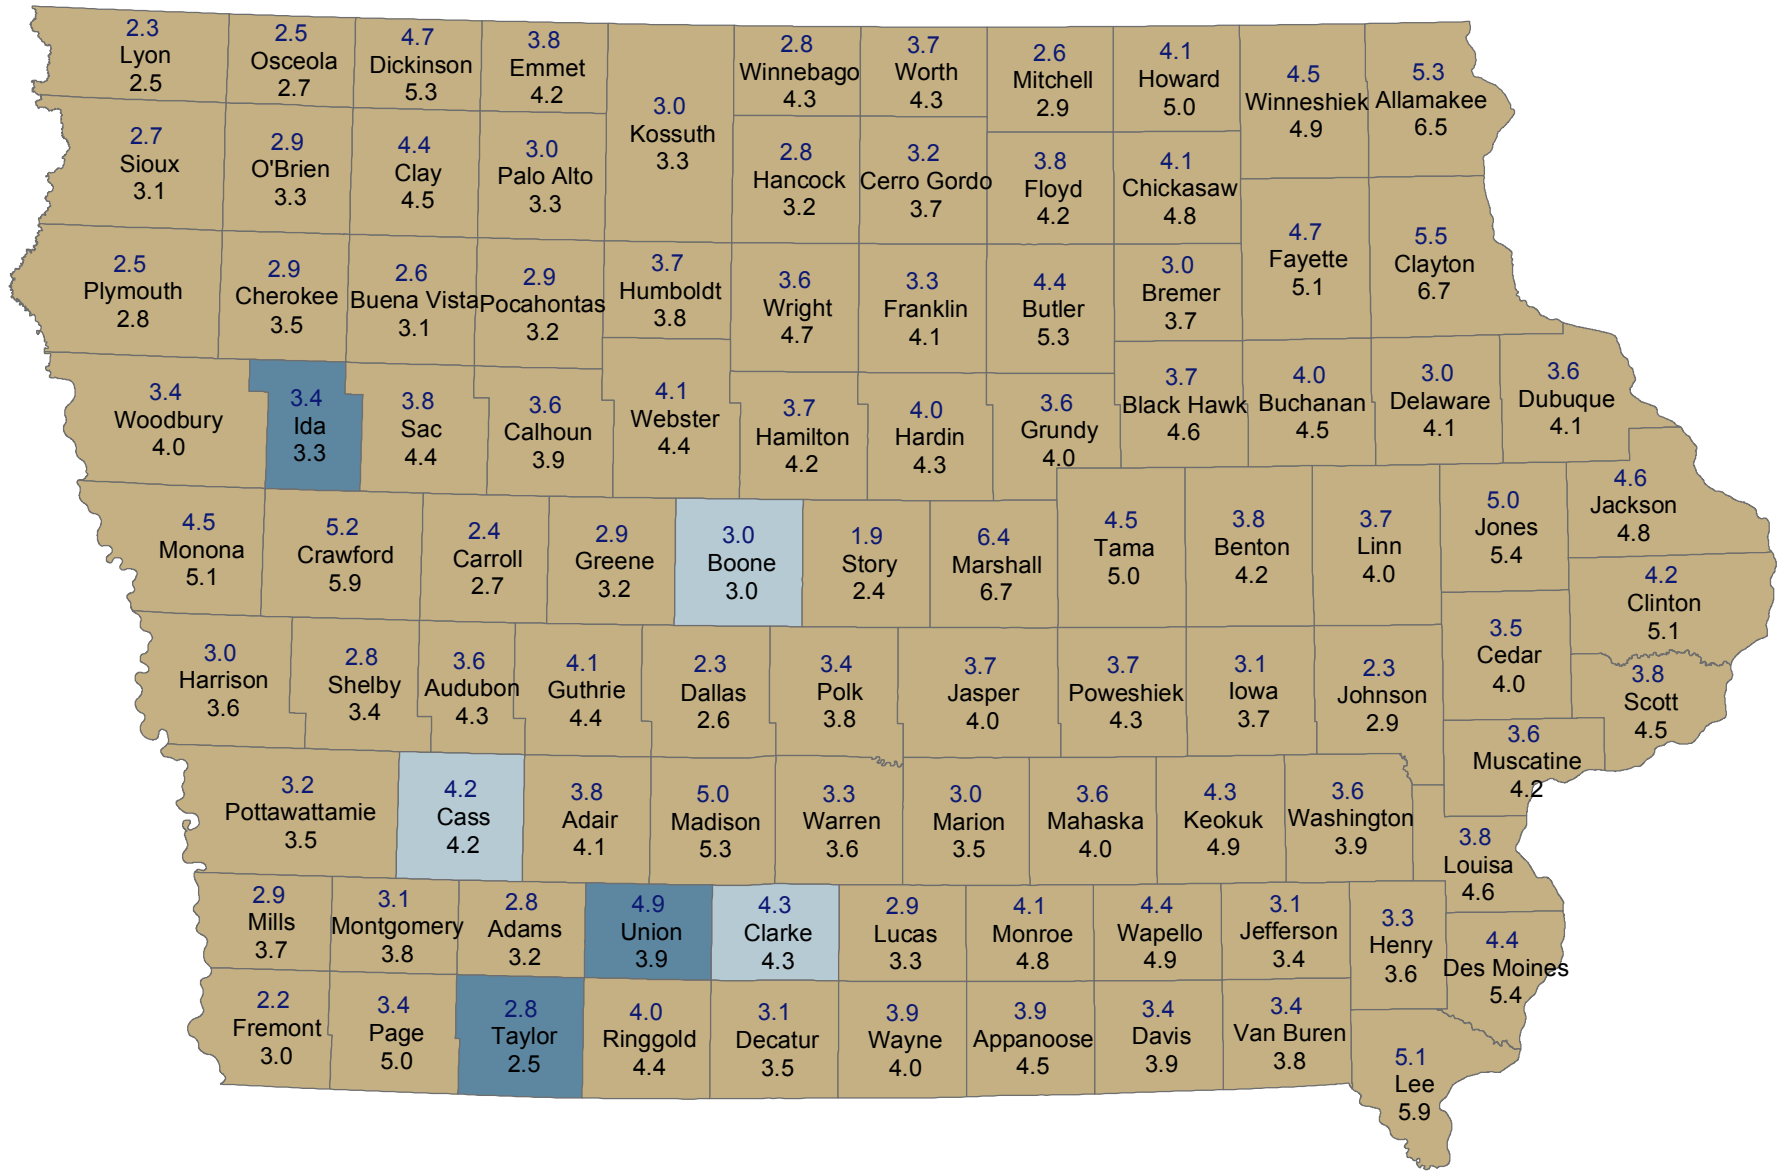 2.3
Lyon
2.5
2.5
Osceola
2.7
4.7
Dickinson
5.3
3.8
Emmet
4.2
3.0
Kossuth
3.3
2.8
Winnebago
4.3
3.7
Worth
4.3
2.6
Mitchell
2.9
4.1
Howard
5.0
4.5
Winneshiek
4.9
5.3
Allamakee
6.5
2.7
Sioux
3.1
2.9
O'Brien
3.3
4.4
Clay
4.5
3.0
Palo Alto
3.3
2.8
Hancock
3.2
3.2
Cerro Gordo
3.7
3.8
Floyd
4.2
4.1
Chickasaw
4.8
4.7
Fayette
5.1
5.5
Clayton
6.7
2.5
Plymouth
2.8
2.9
Cherokee
3.5
2.6
Buena Vista
3.1
2.9
Pocahontas
3.2
3.7
Humboldt
3.8
3.6
Wright
4.7
3.3
Franklin
4.1
4.4
Butler
5.3
3.0
Bremer
3.7
3.4
Woodbury
4.0
3.4
Ida
3.3
3.8
Sac
4.4
3.6
Calhoun
3.9
4.1
Webster
4.4
3.7
Hamilton
4.2
4.0
Hardin
4.3
3.6
Grundy
4.0
3.7
Black Hawk
4.6
4.0
Buchanan
4.5
3.0
Delaware
4.1
3.6
Dubuque
4.1
4.5
Monona
5.1
5.2
Crawford
5.9
2.4
Carroll
2.7
2.9
Greene
3.2
3.0
Boone
3.0
1.9
Story
2.4
6.4
Marshall
6.7
4.5
Tama
5.0
3.8
Benton
4.2
3.7
Linn
4.0
5.0
Jones
5.4
4.6
Jackson
4.8
4.2
Clinton
5.1
3.0
Harrison
3.6
2.8
Shelby
3.4
3.6
Audubon
4.3
4.1
Guthrie
4.4
2.3
Dallas
2.6
3.4
Polk
3.8
3.7
Jasper
4.0
3.7
Poweshiek
4.3
3.1
Iowa
3.7
2.3
Johnson
2.9
3.5
Cedar
4.0
3.8
Scott
4.5
3.6
Muscatine
4.2
3.2
Pottawattamie
3.5
4.2
Cass
4.2
3.8
Adair
4.1
5.0
Madison
5.3
3.3
Warren
3.6
3.0
Marion
3.5
3.6
Mahaska
4.0
4.3
Keokuk
4.9
3.6
Washington
3.9
3.8
Louisa
4.6
2.9
Mills
3.7
3.1
Montgomery
3.8
2.8
Adams
3.2
4.9
Union
3.9
4.3
Clarke
4.3
2.9
Lucas
3.3
4.1
Monroe
4.8
4.4
Wapello
4.9
3.1
Jefferson
3.4
3.3
Henry
3.6
4.4
Des Moines
5.4
2.2
Fremont
3.0
3.4
Page
5.0
2.8
Taylor
2.5
4.0
Ringgold
4.4
3.1
Decatur
3.5
3.9
Wayne
4.0
3.9
Appanoose
4.5
3.4
Davis
3.9
3.4
Van Buren
3.8
5.1
Lee
5.9